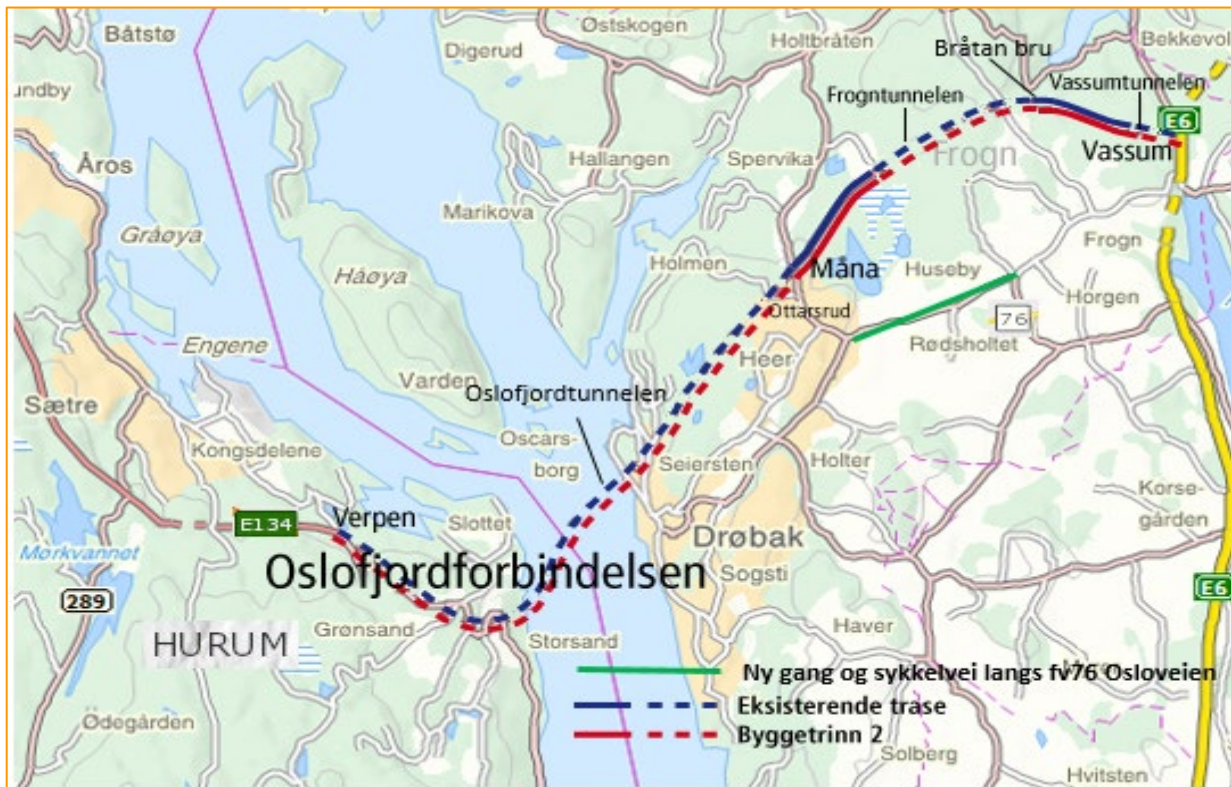 Båtstø
undby
Åros
Gråøya
Håøya
Digerud
Østskogen
Holtbråten
Bråtan bru
Bekkevol
Vassumtunnelen
Frogntunnelen
E6
Vassum
Frogn
Hallangen
Spervika
Marikova
Holmen
Måna
Huseby
Frogn
Ottarsrud
76
Horgen
Rødsholtet
Engene
Varden
Heer
Oslofjordtunnelen
Sætre
Oscars-
borg
Kongsdelene
Seiersten
Holter
Korse-
gården
E134
Verpen
Slottet
Drøbak
Mørkvannet
Oslofjordforbindelsen
Sogsti
289
E6
HURUM
Grønsand
Storsand
Haver
Ny gang og sykkelvei langs fv76 Osloveien
Ødegården
Eksisterende trase
Byggetrinn 2
Solberg
Hvitsten